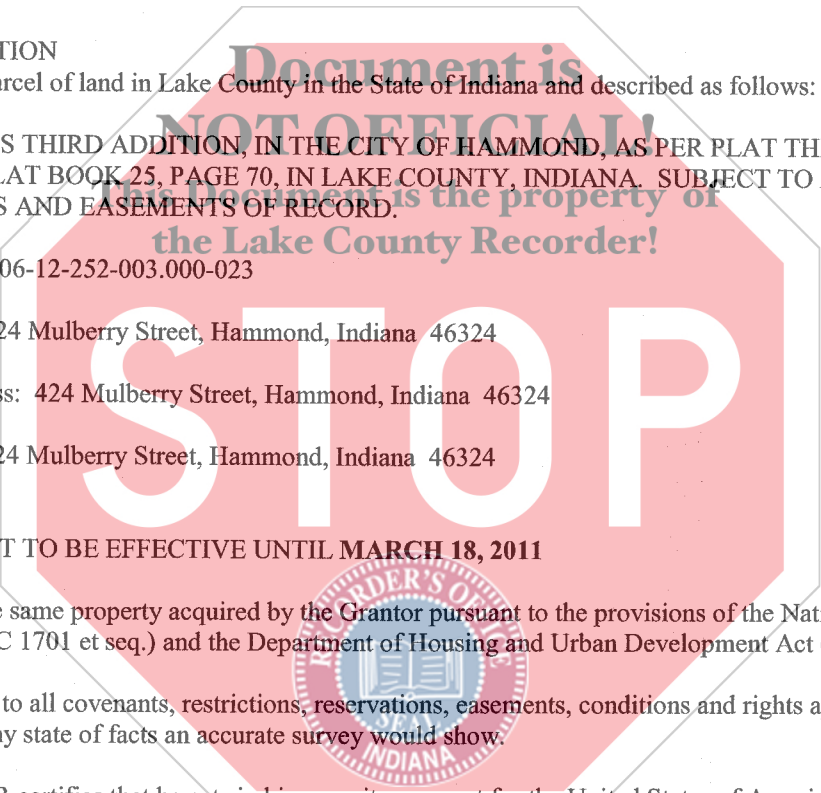 TION
arcel of land in Lake County in the State of Indiana and described as follows:
S THIRD ADDITION, IN THE CITY OF HAMMOND, AS PER PLAT TH
LAT BOOK 25, PAGE 70, IN LAKE COUNTY, INDIANA. SUBJECT TO
S AND EASEMENTS OF RECORD.
Document is
NOT OFFICIAL!
This Document is the property of
the Lake County Recorder!
06-12-252-003.000-023
24 Mulberry Street, Hammond, Indiana 46324
ss: 424 Mulberry Street, Hammond, Indiana 46324
24 Mulberry Street, Hammond, Indiana 46324
STOP
T TO BE EFFECTIVE UNTIL MARCH 18, 2011
e same property acquired by the Grantor pursuant to the provisions of the Nati
C 1701 et seq.) and the Department of Housing and Urban Development Act
to all covenants, restrictions, reservations, easements, conditions and rights a
ny state of facts an accurate survey would show.
RECORDER'S OFFICE
SEAL
INDIANA